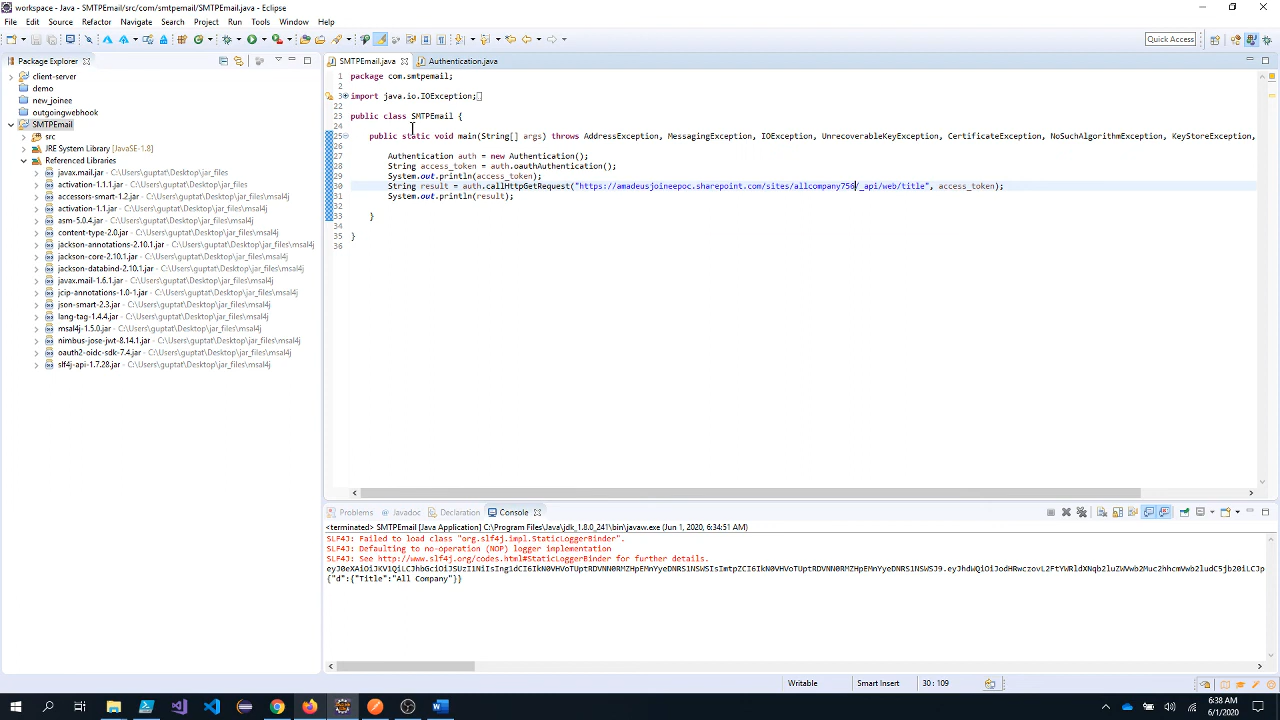 workspace - Java - SMTPEmail/src/com/smtpemail/SMTPEmail.java - Eclipse
File Edit Source Refactor Navigate Search Project Run Tools Window Help
Quick Access
Package Explorer
client-server
demo
new_joinee
outgoingwebhook
SMTPEmail
src
JRE System Library [JavaSE-1.8]
Referenced Libraries
javax.mail.jar - C:\Users\guptat\Desktop\jar_files
activation-1.1.1.jar - C:\Users\guptat\Desktop\jar_files
accessors-smart-1.2.jar - C:\Users\guptat\Desktop\jar_files
activation-1.1.jar - C:\Users\guptat\Desktop\jar_files
asm-5.0.4.jar - C:\Users\guptat\Desktop\jar_files
content-type-2.0.jar - C:\Users\guptat\Desktop\jar_files
jackson-annotations-2.10.1.jar - C:\Users\guptat\Desktop\jar_files\msal4j
jackson-core-2.10.1.jar - C:\Users\guptat\Desktop\jar_files\msal4j
jackson-databind-2.10.1.jar - C:\Users\guptat\Desktop\jar_files\msal4j
javax.mail-1.6.1.jar - C:\Users\guptat\Desktop\jar_files\msal4j
jcip-annotations-1.0-1.jar - C:\Users\guptat\Desktop\jar_files\msal4j
json-smart-2.3.jar - C:\Users\guptat\Desktop\jar_files\msal4j
lang-tag-1.4.4.jar - C:\Users\guptat\Desktop\jar_files\msal4j
msal4j-1.5.0.jar - C:\Users\guptat\Desktop\jar_files\msal4j
nimbus-jose-jwt-8.14.1.jar - C:\Users\guptat\Desktop\jar_files\msal4j
oauth2-oidc-sdk-7.4.jar - C:\Users\guptat\Desktop\jar_files\msal4j
slf4j-api-1.7.28.jar - C:\Users\guptat\Desktop\jar_files\msal4j
SMTPEmail.java Authentication.java
1 package com.smtpemail;
2
3 import java.io.IOException;
22
23 public class SMTPEmail {
24
25 public static void main(String[] args) throws AddressException, MessagingException, IOException, UnrecoverableKeyException, CertificateException, NoSuchAlgorithmException, KeyStoreException,
26
27 Authentication auth = new Authentication();
28 String access_token = auth.oauthAuthentication();
29 System.out.println(access_token);
30 String result = auth.callHttpGetRequest("https://amadeusjoineepoc.sharepoint.com/sites/allcompany756/_api/web/title", access_token);
31 System.out.println(result);
32
33 }
34
35 }
36
Problems Javadoc Declaration Console
<terminated> SMTPEmail [Java Application] C:\Program Files\Java\jdk_1.8.0_241\bin\javaw.exe (Jun 1, 2020, 6:34:51 AM)
SLF4J: Failed to load class "org.slf4j.impl.StaticLoggerBinder".
SLF4J: Defaulting to no-operation (NOP) logger implementation
SLF4J: See http://www.slf4j.org/codes.html#StaticLoggerBinder for further details.
{"d":{"Title":"All Company"}}
Writable Smart Insert 30 : 109
6:38 AM
6/1/2020